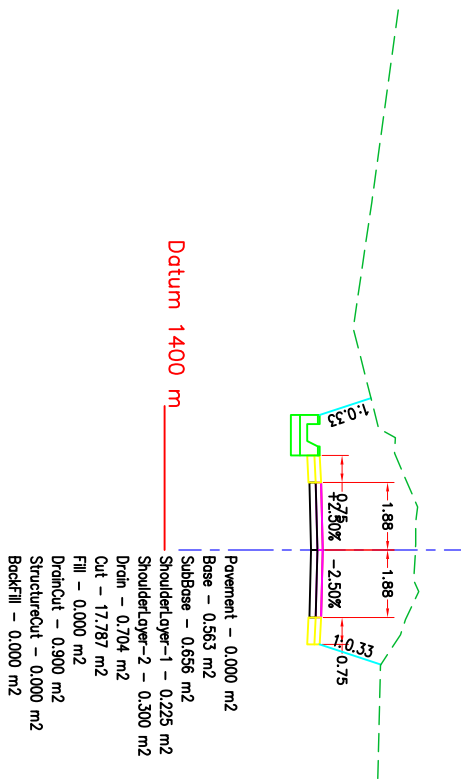 Datum 1400 m
1:0.33
0.75
1.88
+2.50%
-2.50%
1.88
1:0.33
0.75
Pavement - 0.000 m2
Base - 0.563 m2
SubBase - 0.656 m2
ShoulderLayer-1 - 0.225 m2
ShoulderLayer-2 - 0.300 m2
Drain - 0.704 m2
Cut - 17.787 m2
Fill - 0.000 m2
DrainCut - 0.900 m2
StructureCut - 0.000 m2
BackFill - 0.000 m2